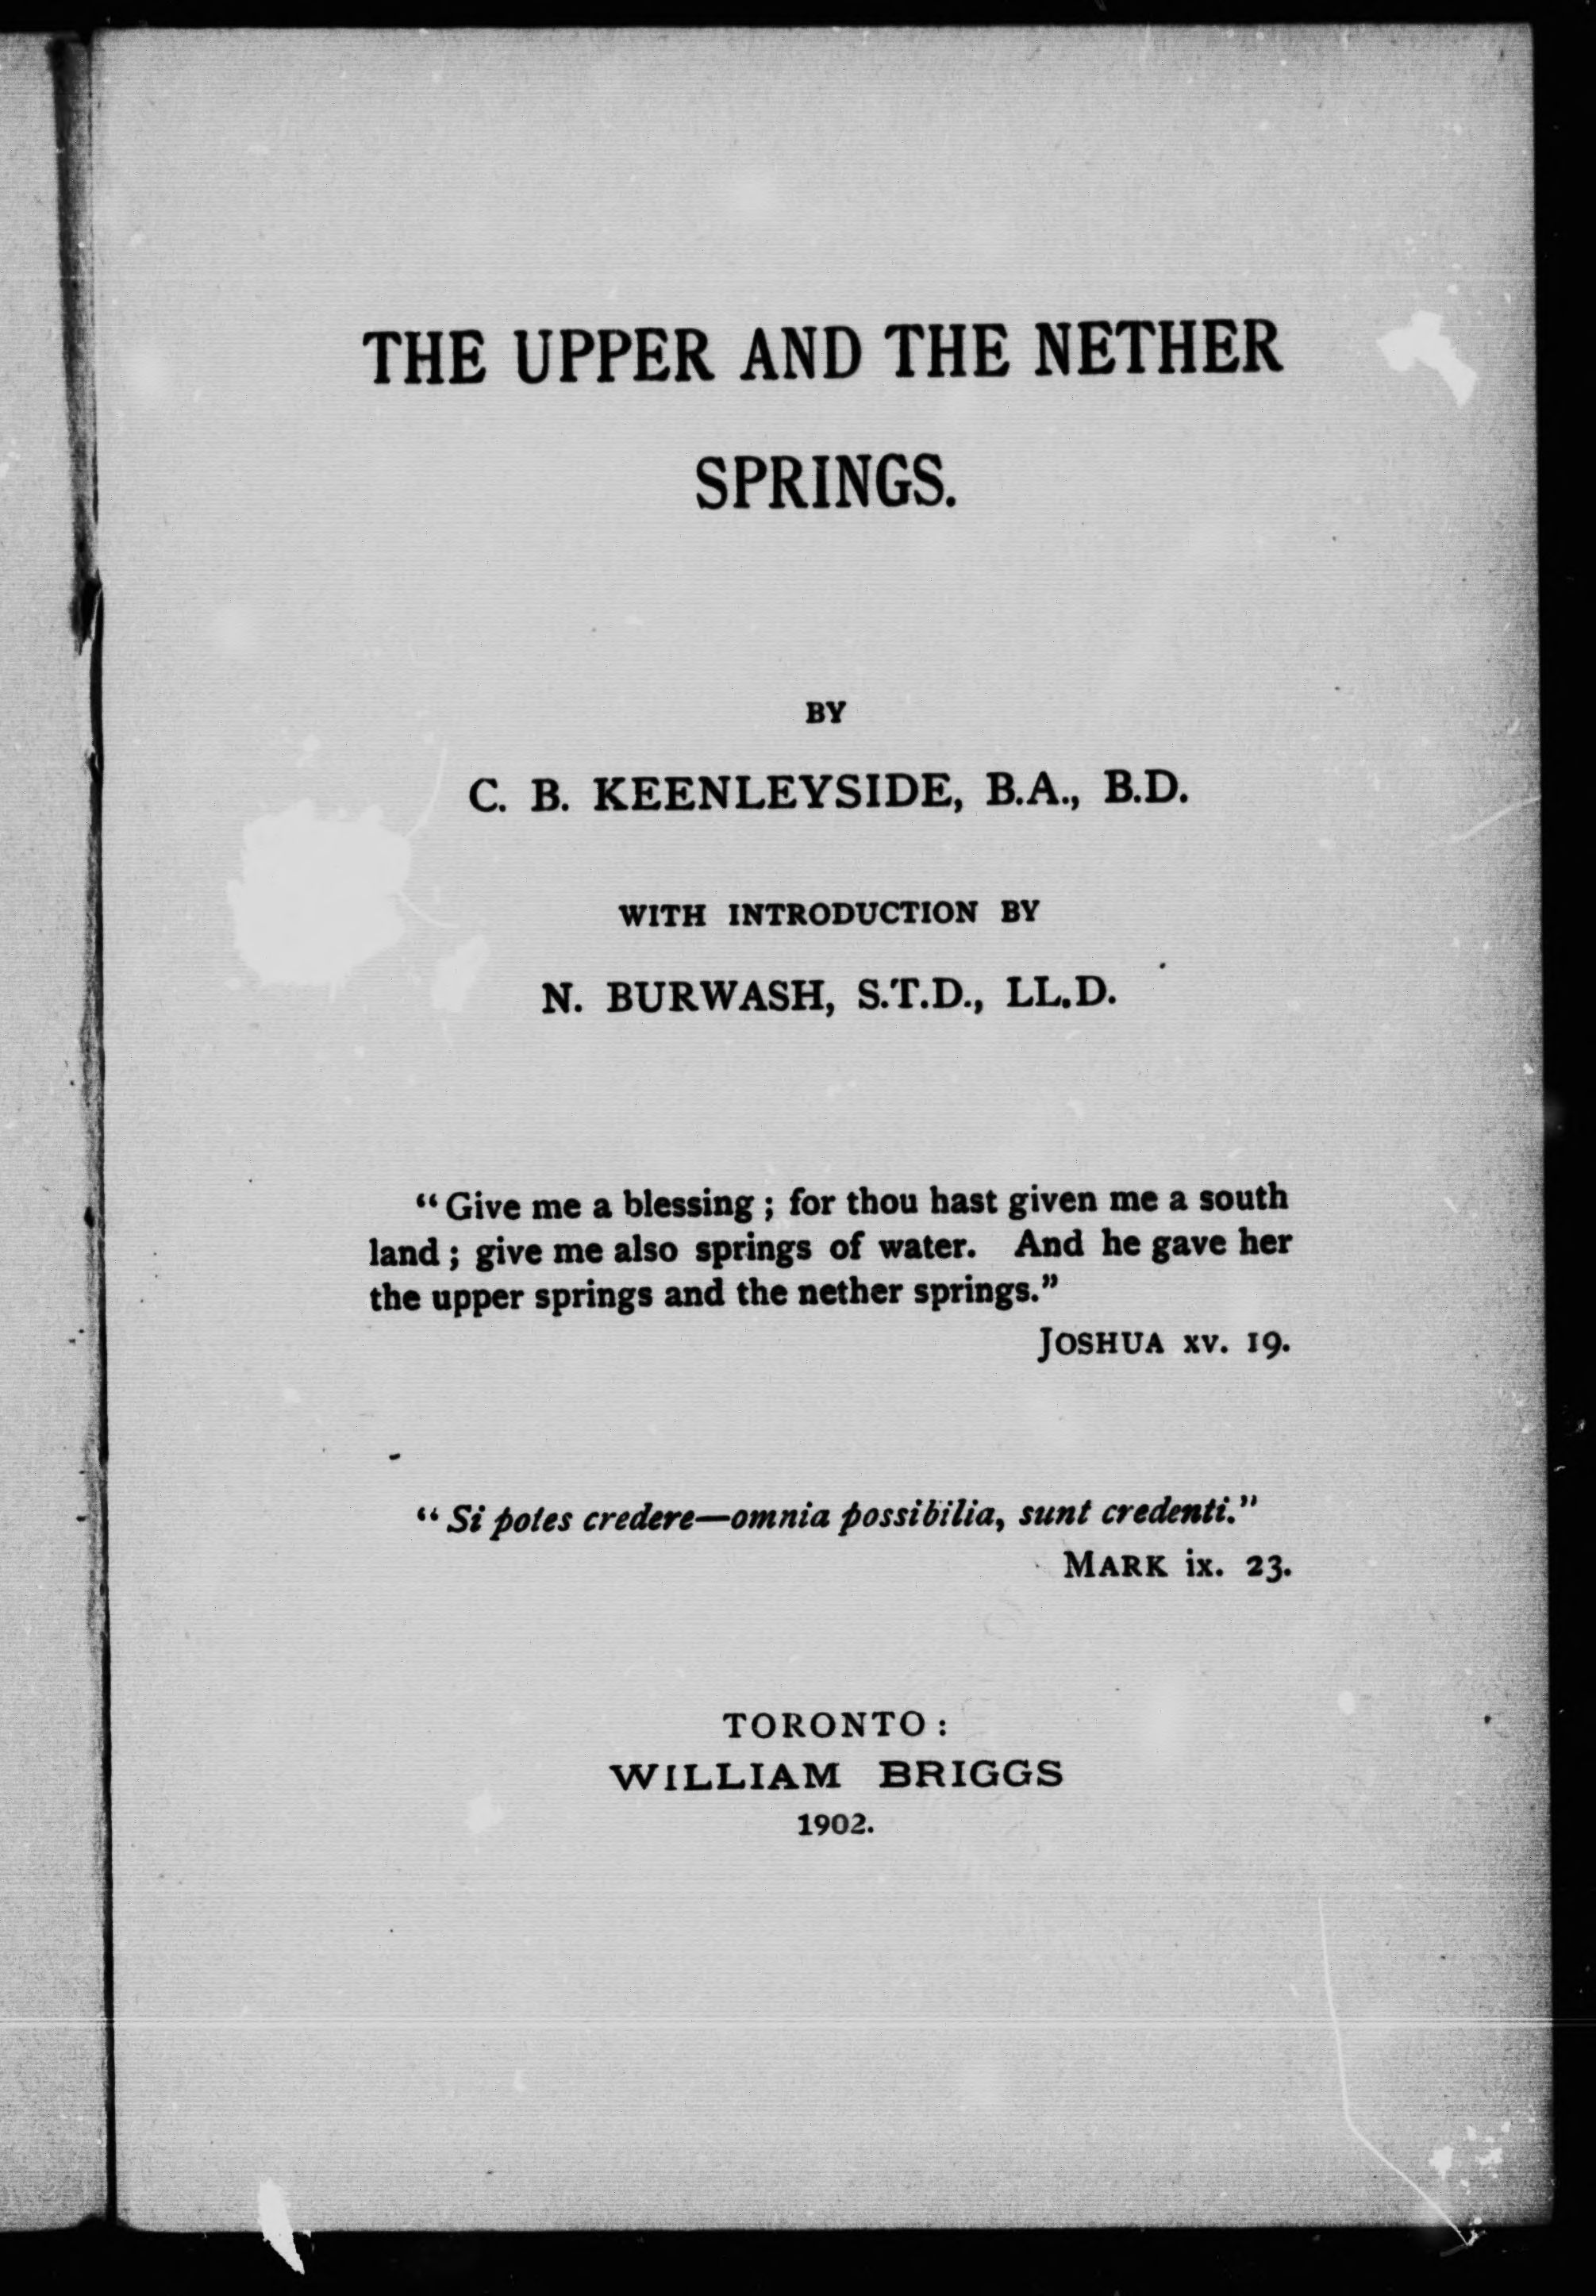 THE UPPER AND THE NETHER
SPRINGS.
BY
C. B. KEENLEYSIDE, B.A., B.D.
WITH INTRODUCTION BY
N. BURWASH, S.T.D., LL.D.
“Give me a blessing ; for thou hast given me a south
land ; give me also springs of water. And he gave her
the upper springs and the nether springs.”
JOSHUA xv. 19.
“Si potes credere—omnia possibilia, sunt credenti.”
MARK ix. 23.
TORONTO :
WILLIAM BRIGGS
1902.